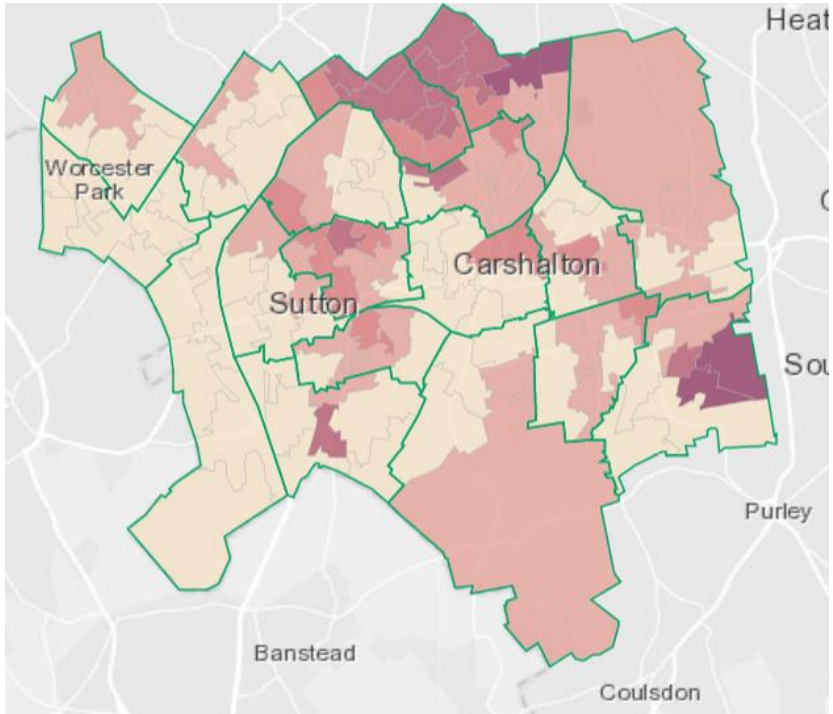 Heat
Worcester
Park
C
Carshalton
Sutton
Sou
Purley
Banstead
Coulsdon